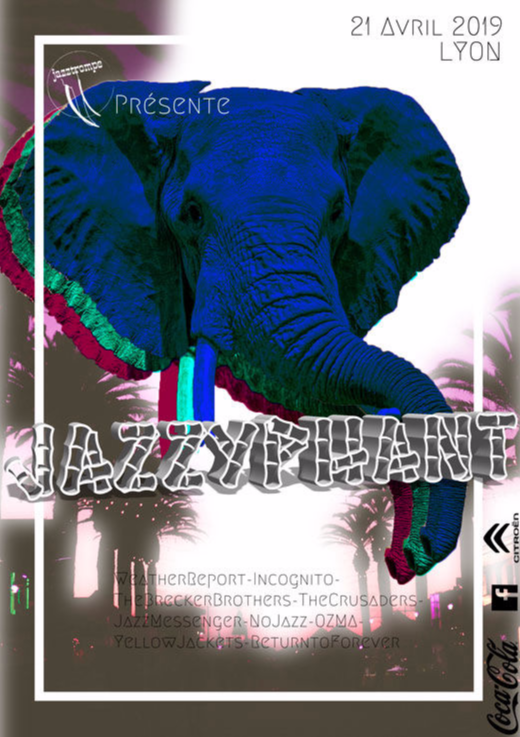 21 Avril 2019
LYON
jazztrompe
Présente
JAZZYPHANT
WeatherReport-Incognito-
TheBreckerBrothers-TheCrusaders-
JazzMessenger-NoJazz-OZMA-
YellowJackets-ReturntoForever
CITROËN
f
Coca-Cola